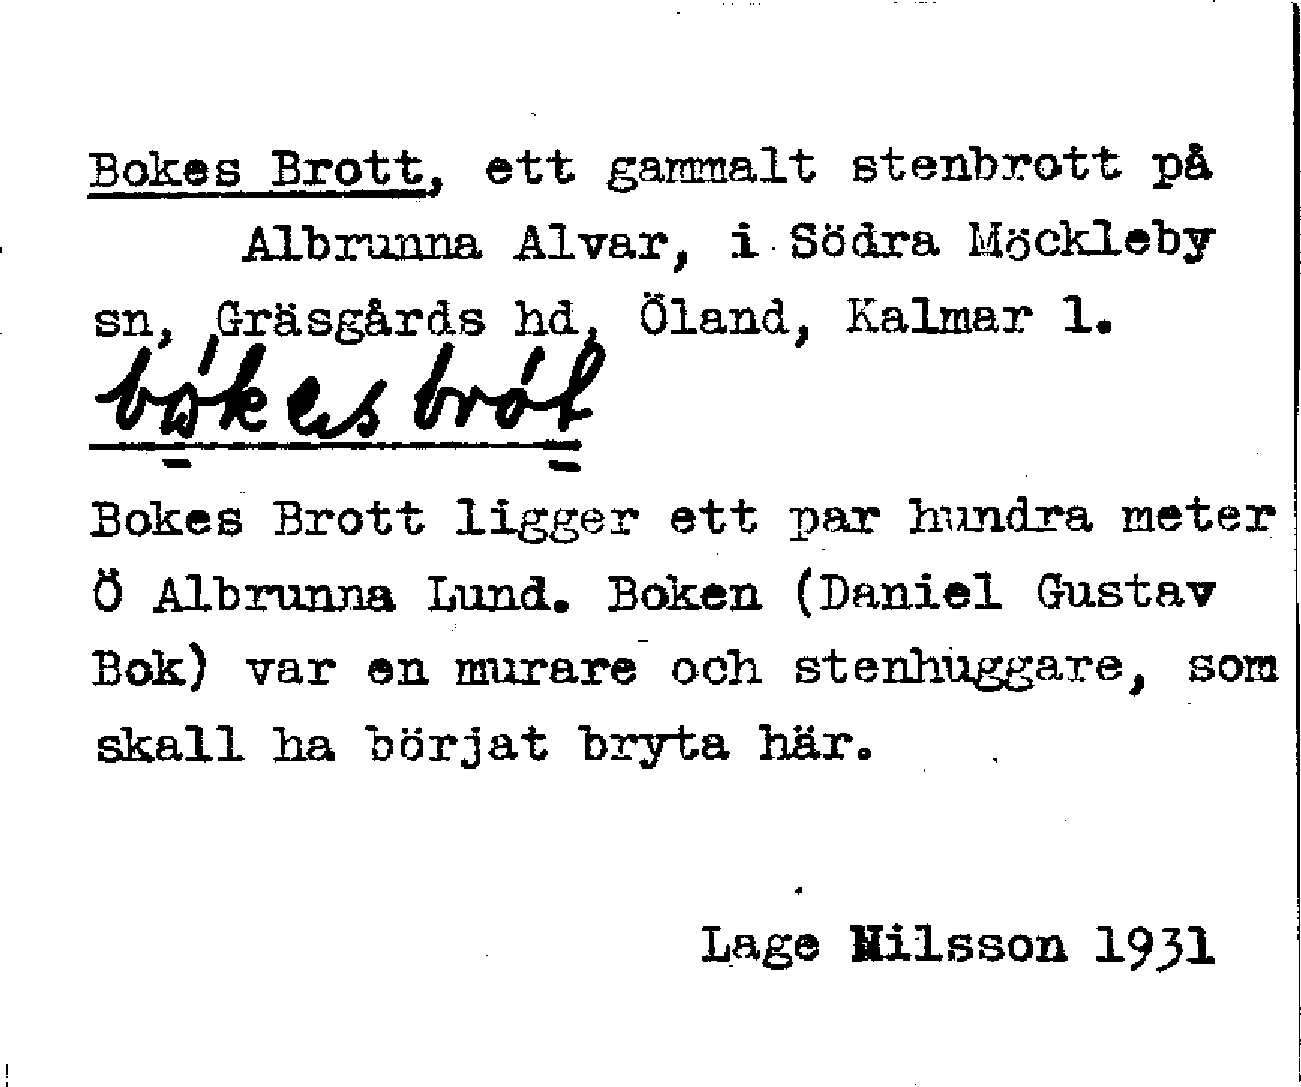 Bokes Brott, ett gammalt stenbrott på
Albrunna Alvar, i Södra Möckleby
sn, Gräsgårds hd, Öland, Kalmar l.
Bokes Brott ligger ett par hundra meter
Ö Albrunna Lund. Boken (Daniel Gustav
Bok) var en murare och stenhuggare, som
skall ha börjat bryta här.
Lage Nilsson 1931